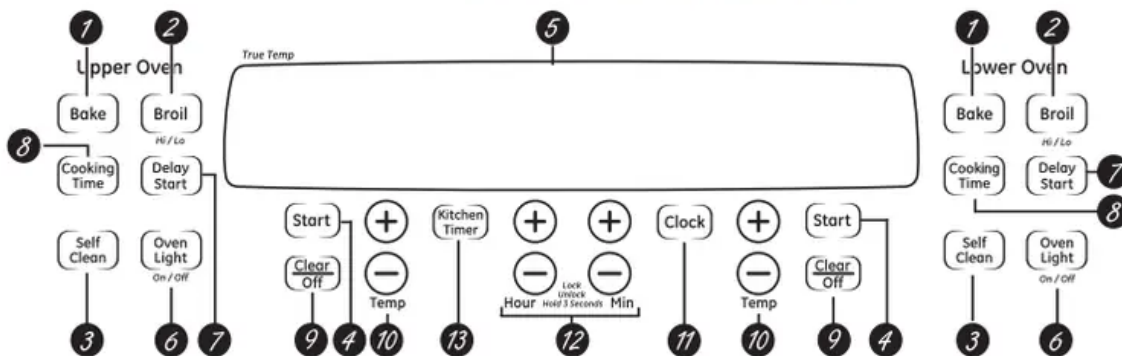 1 2 5 1 2
True Temp
Upper Oven Lower Oven
Bake Broil Bake Broil
Hi / Lo Hi / Lo
8 Cooking Time Delay Start Cooking Time Delay Start 7
8
Start + Kitchen Timer + + Clock + Start
Self Clean Oven Light Self Clean Oven Light
On / Off On / Off
Clear Off − − − − Clear Off
Lock
Unlock
Temp Hour Hold 3 Seconds Min Temp
3 6 7 9 4 10 13 12 11 10 9 4 3 6